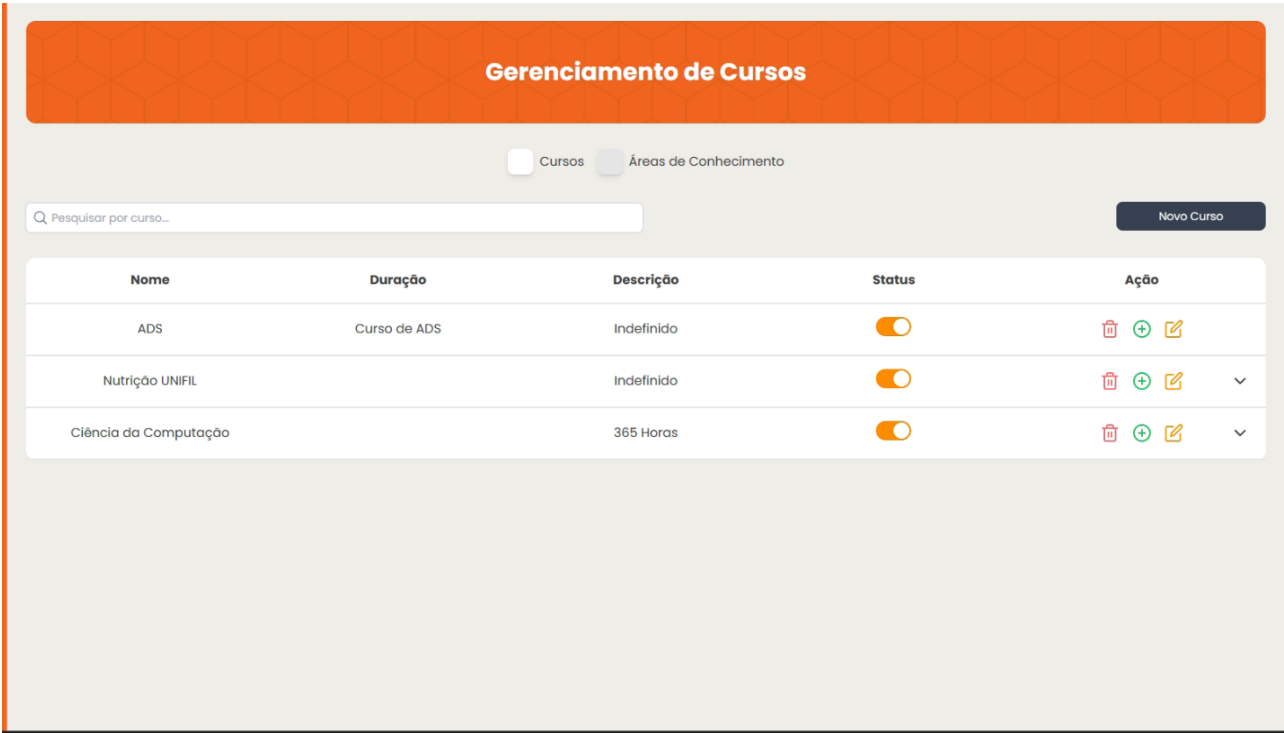 Gerenciamento de Cursos
Cursos Áreas de Conhecimento
Pesquisar por curso... Novo Curso
Nome Duração Descrição Status Ação
ADS Curso de ADS Indefinido
Nutrição UNIFIL Indefinido
Ciência da Computação 365 Horas